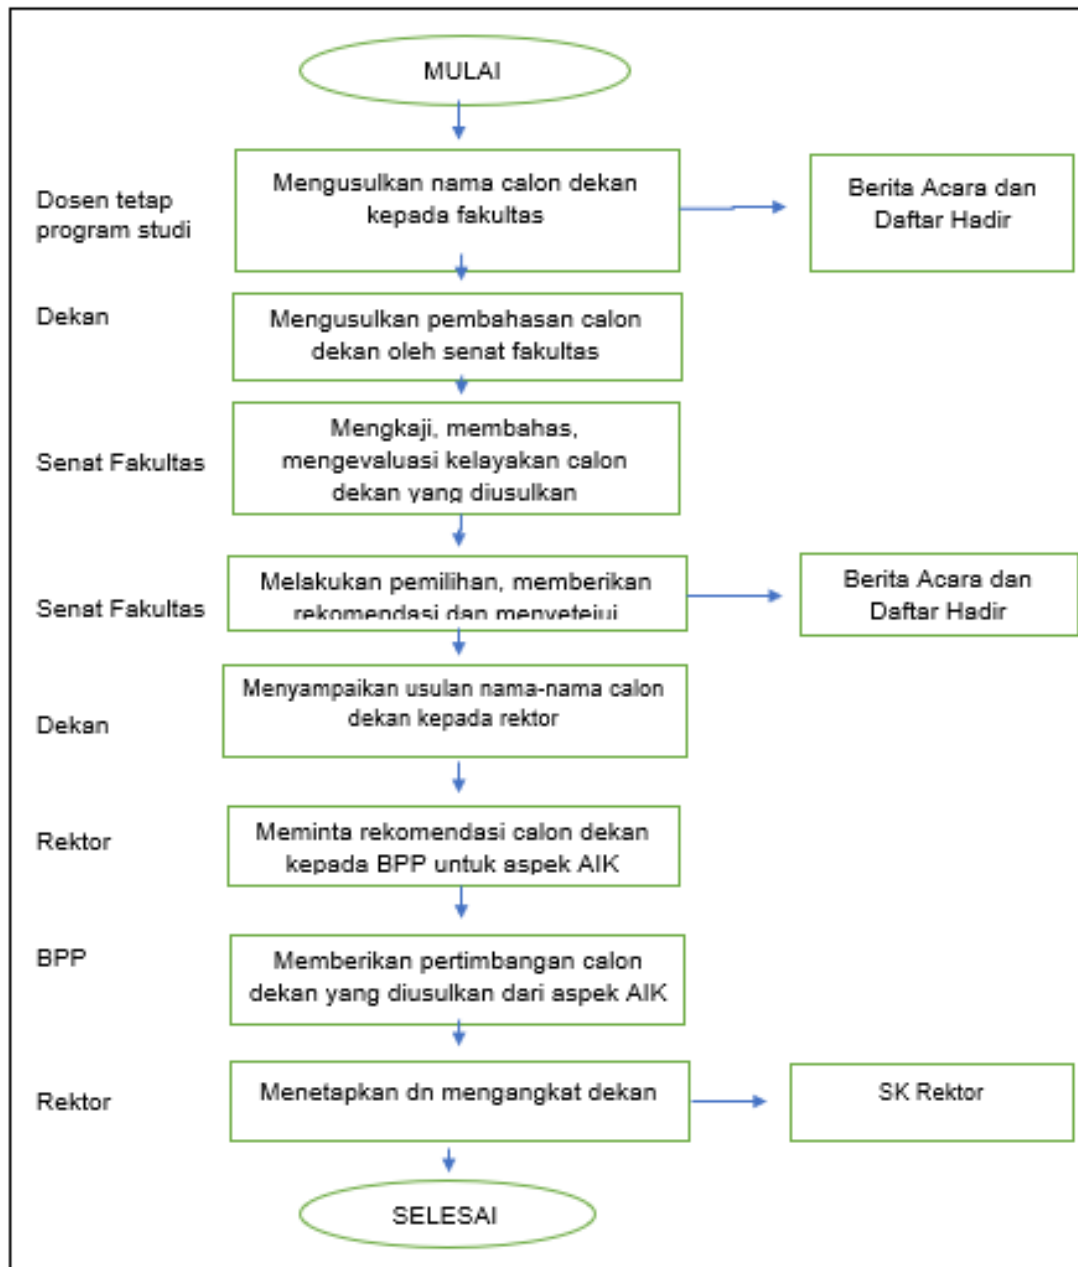 MULAI
Dosen tetap
program studi
Mengusulkan nama calon dekan
kepada fakultas
Berita Acara dan
Daftar Hadir
Dekan
Mengusulkan pembahasan calon
dekan oleh senat fakultas
Senat Fakultas
Mengkaji, membahas,
mengevaluasi kelayakan calon
dekan yang diusulkan
Senat Fakultas
Melakukan pemilihan, memberikan
rekomendasi dan menyetejui
Berita Acara dan
Daftar Hadir
Dekan
Menyampaikan usulan nama-nama calon
dekan kepada rektor
Rektor
Meminta rekomendasi calon dekan
kepada BPP untuk aspek AIK
BPP
Memberikan pertimbangan calon
dekan yang diusulkan dari aspek AIK
Rektor
Menetapkan dn mengangkat dekan
SK Rektor
SELESAI